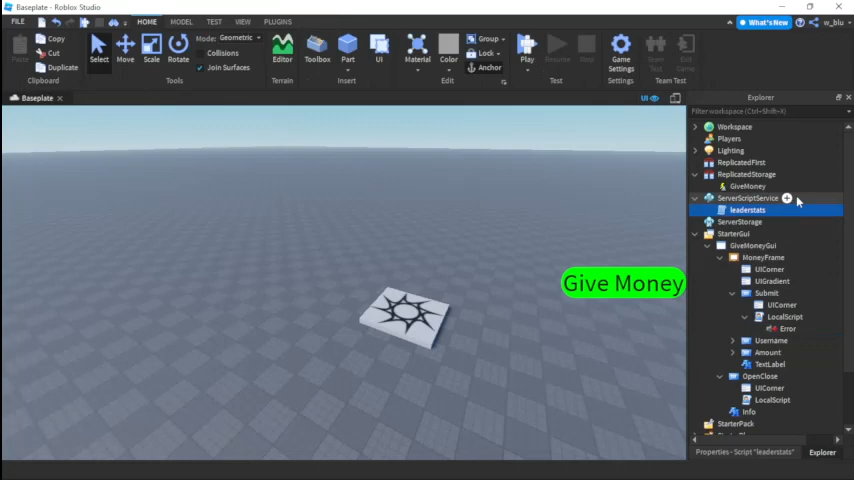 Baseplate - Roblox Studio
FILE
HOME
MODEL
TEST
VIEW
PLUGINS
What's New
w_blu
Paste
Copy
Cut
Duplicate
Clipboard
Select
Move
Scale
Rotate
Mode: Geometric
Collisions
Join Surfaces
Tools
Editor
Terrain
Toolbox
Part
UI
Insert
Material
Color
Group
Lock
Anchor
Edit
Play
Resume
Stop
Test
Game
Settings
Settings
Team
Test
Exit
Game
Team Test
Baseplate
UI
Explorer
Filter workspace (Ctrl+Shift+X)
Workspace
Players
Lighting
ReplicatedFirst
ReplicatedStorage
GiveMoney
ServerScriptService
leaderstats
ServerStorage
StarterGui
GiveMoneyGui
MoneyFrame
UICorner
UIGradient
Submit
UICorner
LocalScript
Error
Username
Amount
TextLabel
OpenClose
UICorner
LocalScript
Info
StarterPack
Give Money
Properties - Script "leaderstats"
Explorer